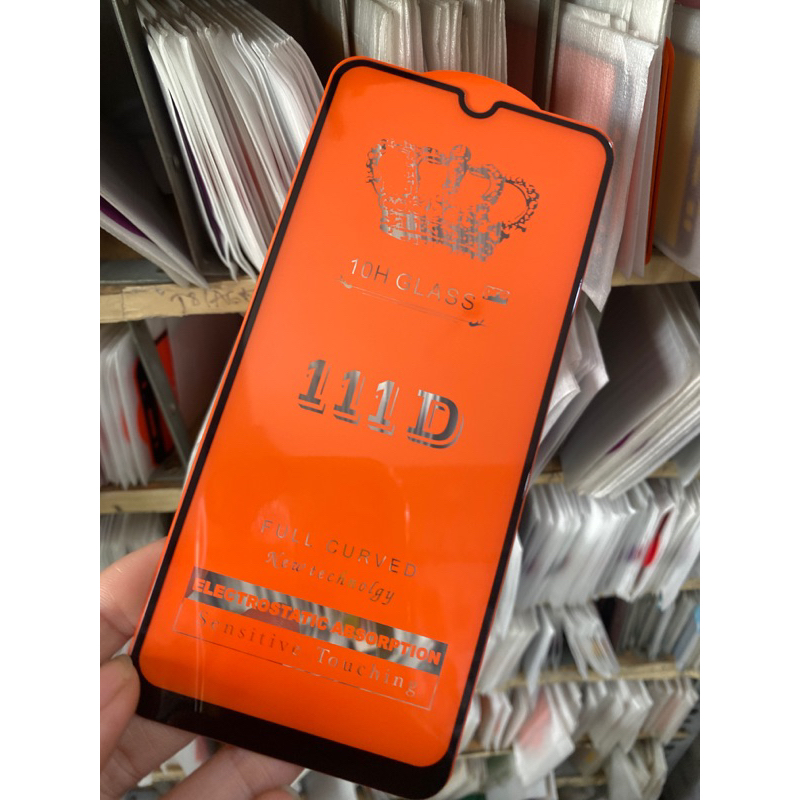 10H GLASS
111D
FULL CURVED
New technolgy
ELECTROSTATIC ABSORPTION
Sensitive Touching